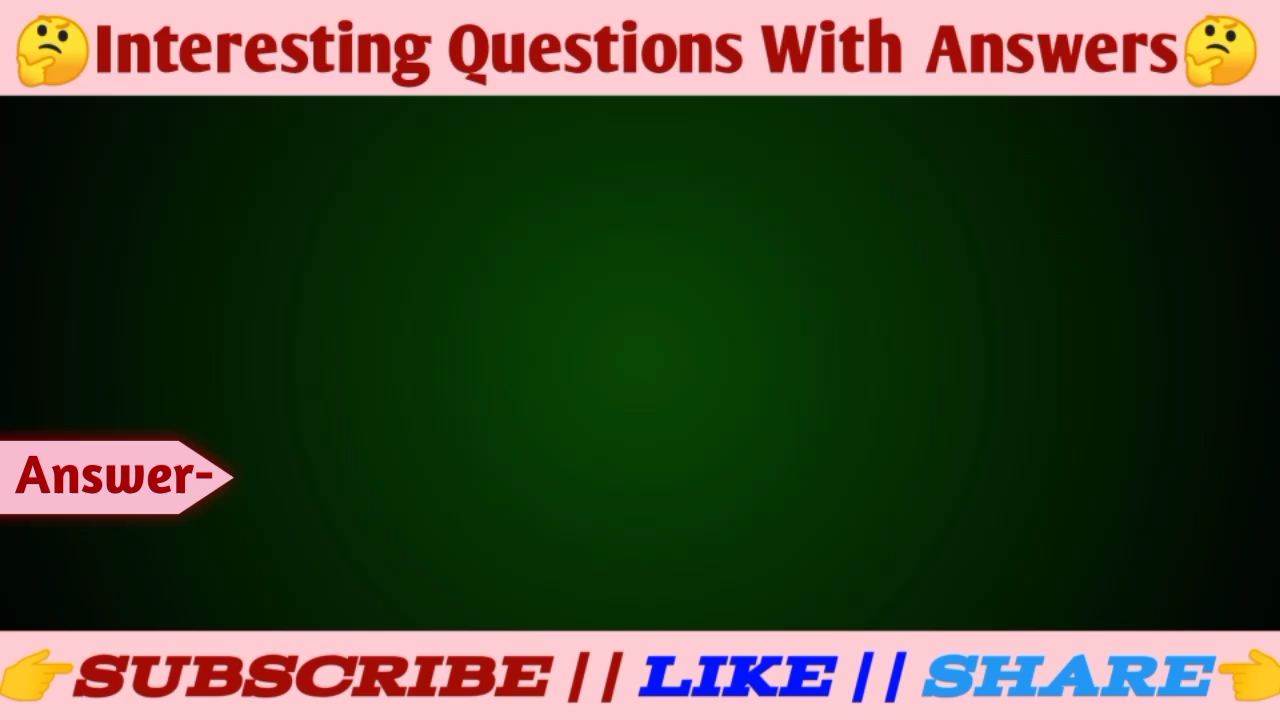 🤔Interesting Questions With Answers🤔
Answer-
👉SUBSCRIBE || LIKE || SHARE👈